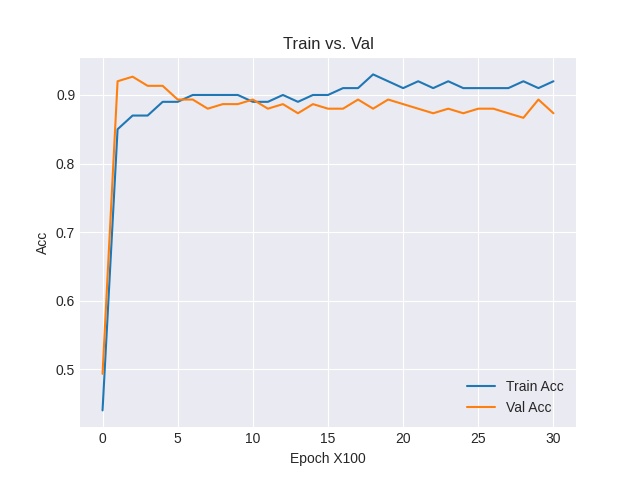 Train vs. Val
Acc
0.9
0.8
0.7
0.6
0.5
Train Acc
Val Acc
0 5 10 15 20 25 30
Epoch X100